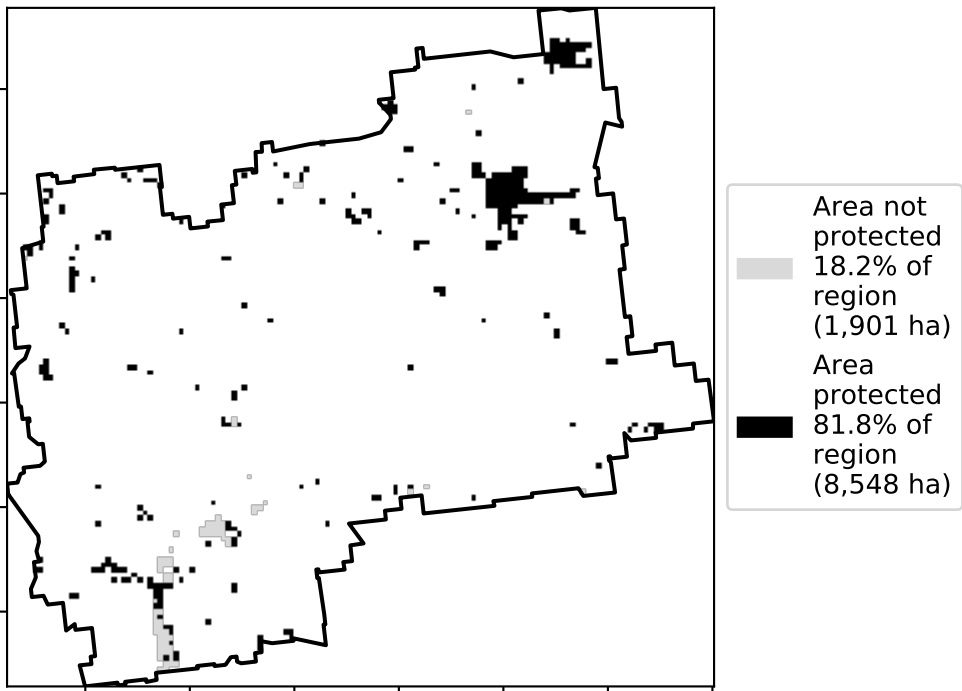 Area not
protected
18.2% of
region
(1,901 ha)
Area
protected
81.8% of
region
(8,548 ha)